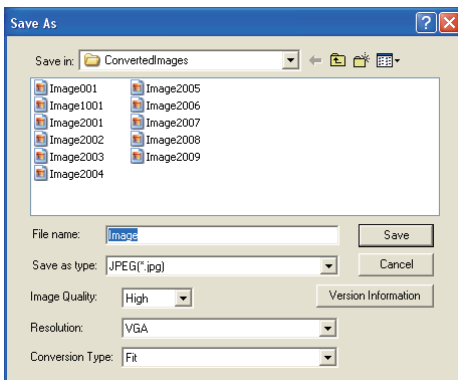 Save As
Save in: ConvertedImages
Image001 Image2005
Image1001 Image2006
Image2001 Image2007
Image2002 Image2008
Image2003 Image2009
Image2004
File name: Image Save
Save as type: JPEG(*.jpg) Cancel
Image Quality: High Version Information
Resolution: VGA
Conversion Type: Fit